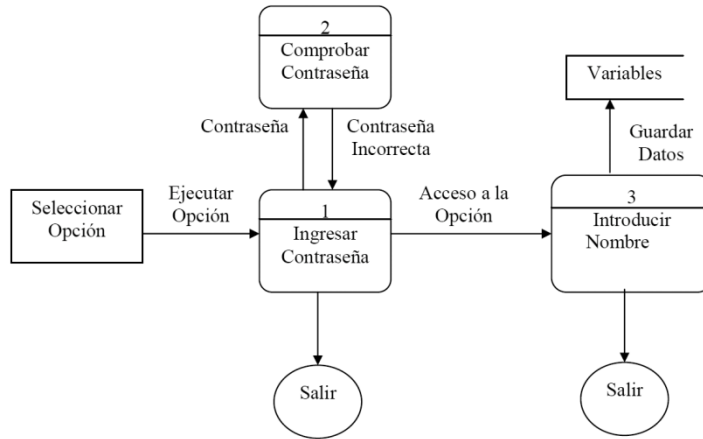 2
Comprobar
Contraseña
Variables
Contraseña
Contraseña
Incorrecta
Guardar
Datos
Seleccionar
Opción
Ejecutar
Opción
1
Ingresar
Contraseña
Acceso a la
Opción
3
Introducir
Nombre
Salir
Salir